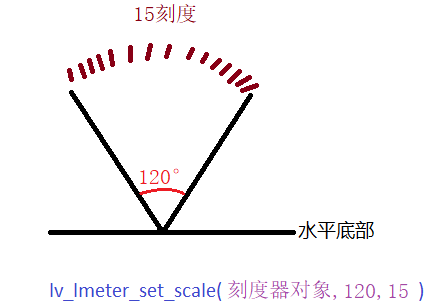 15刻度
120°
水平底部
lv_lmeter_set_scale( 刻度器对象, 120, 15 )